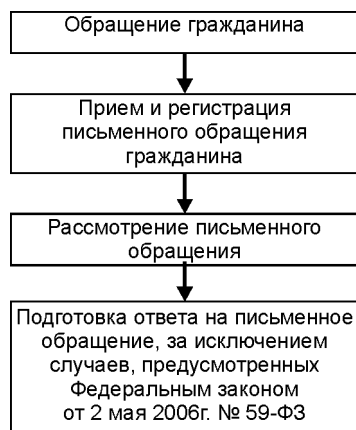 Обращение гражданина
Прием и регистрация
письменного обращения
гражданина
Рассмотрение письменного
обращения
Подготовка ответа на письменное
обращение, за исключением
случаев, предусмотренных
Федеральным законом
от 2 мая 2006г. № 59-ФЗ